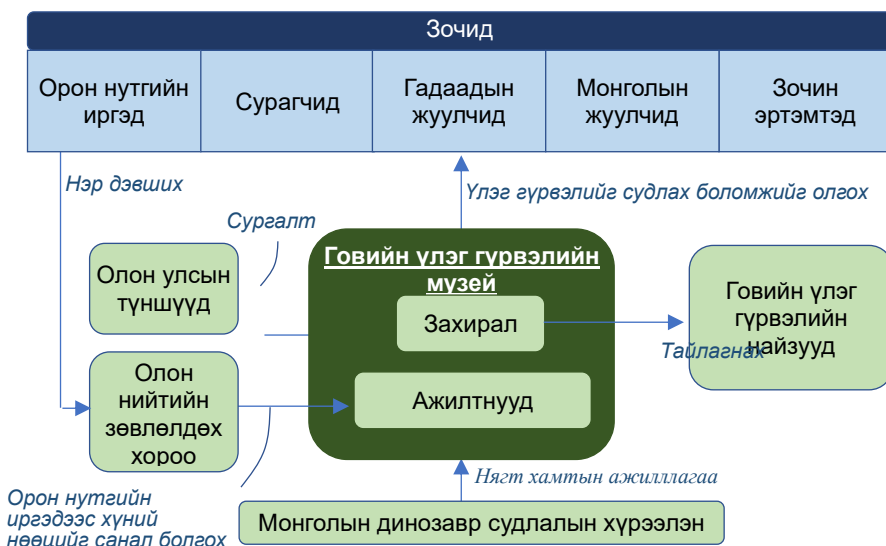 Зочид
Орон нутгийн
иргэд
Сурагчид
Гадаадын
жуулчид
Монголын
жуулчид
Зочин
эртэмтэд
Нэр дэвших
Үлэг гүрвэлийг судлах боломжийг олгох
Сургалт
Олон улсын
түншүүд
Говийн үлэг гүрвэлийн
музей
Захирал
Ажилтнууд
Говийн үлэг
гүрвэлийн
найзууд
Тайлагнах
Олон
нийтийн
зөвлөлдөх
хороо
Орон нутгийн
иргэдээс хүний
нөөцийг санал болгох
Нягт хамтын ажилллагаа
Монголын динозавр судлалын хүрээлэн